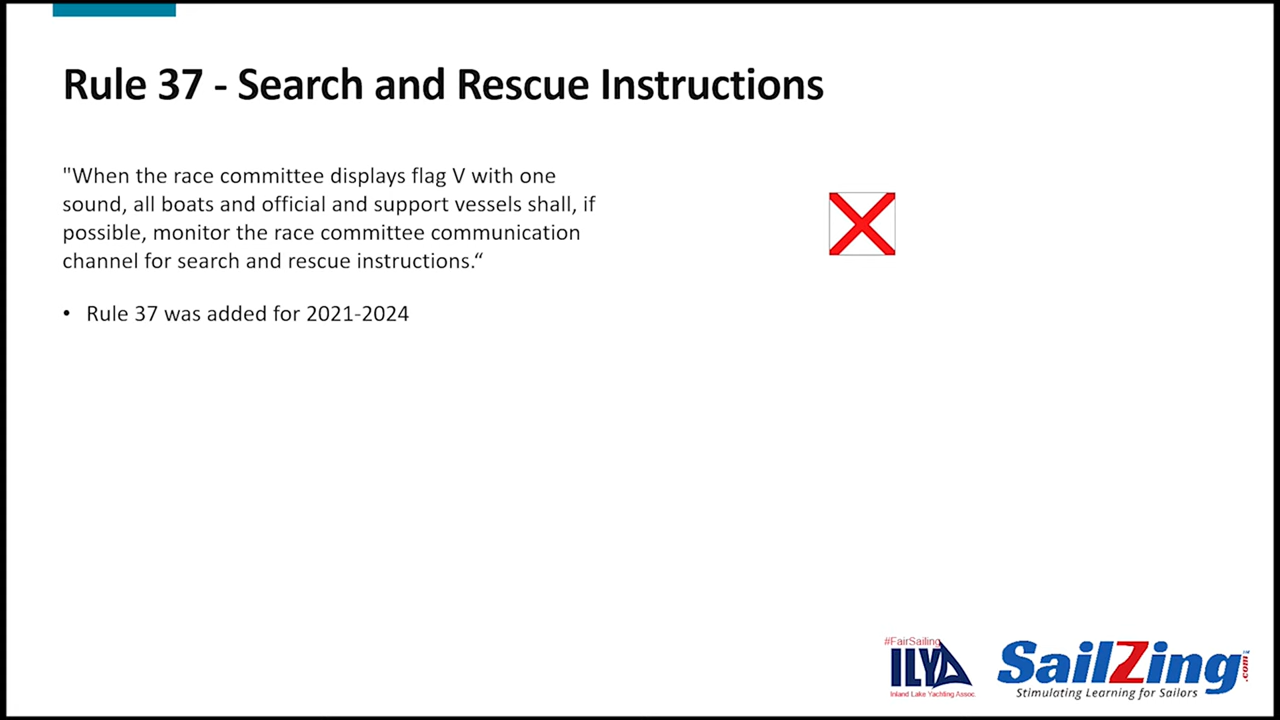 Rule 37 - Search and Rescue Instructions
"When the race committee displays flag V with one
sound, all boats and official and support vessels shall, if
possible, monitor the race committee communication
channel for search and rescue instructions.“
• Rule 37 was added for 2021-2024
#FairSailing
ILYA
Inland Lake Yachting Assoc.
SailZing.com™
Stimulating Learning for Sailors